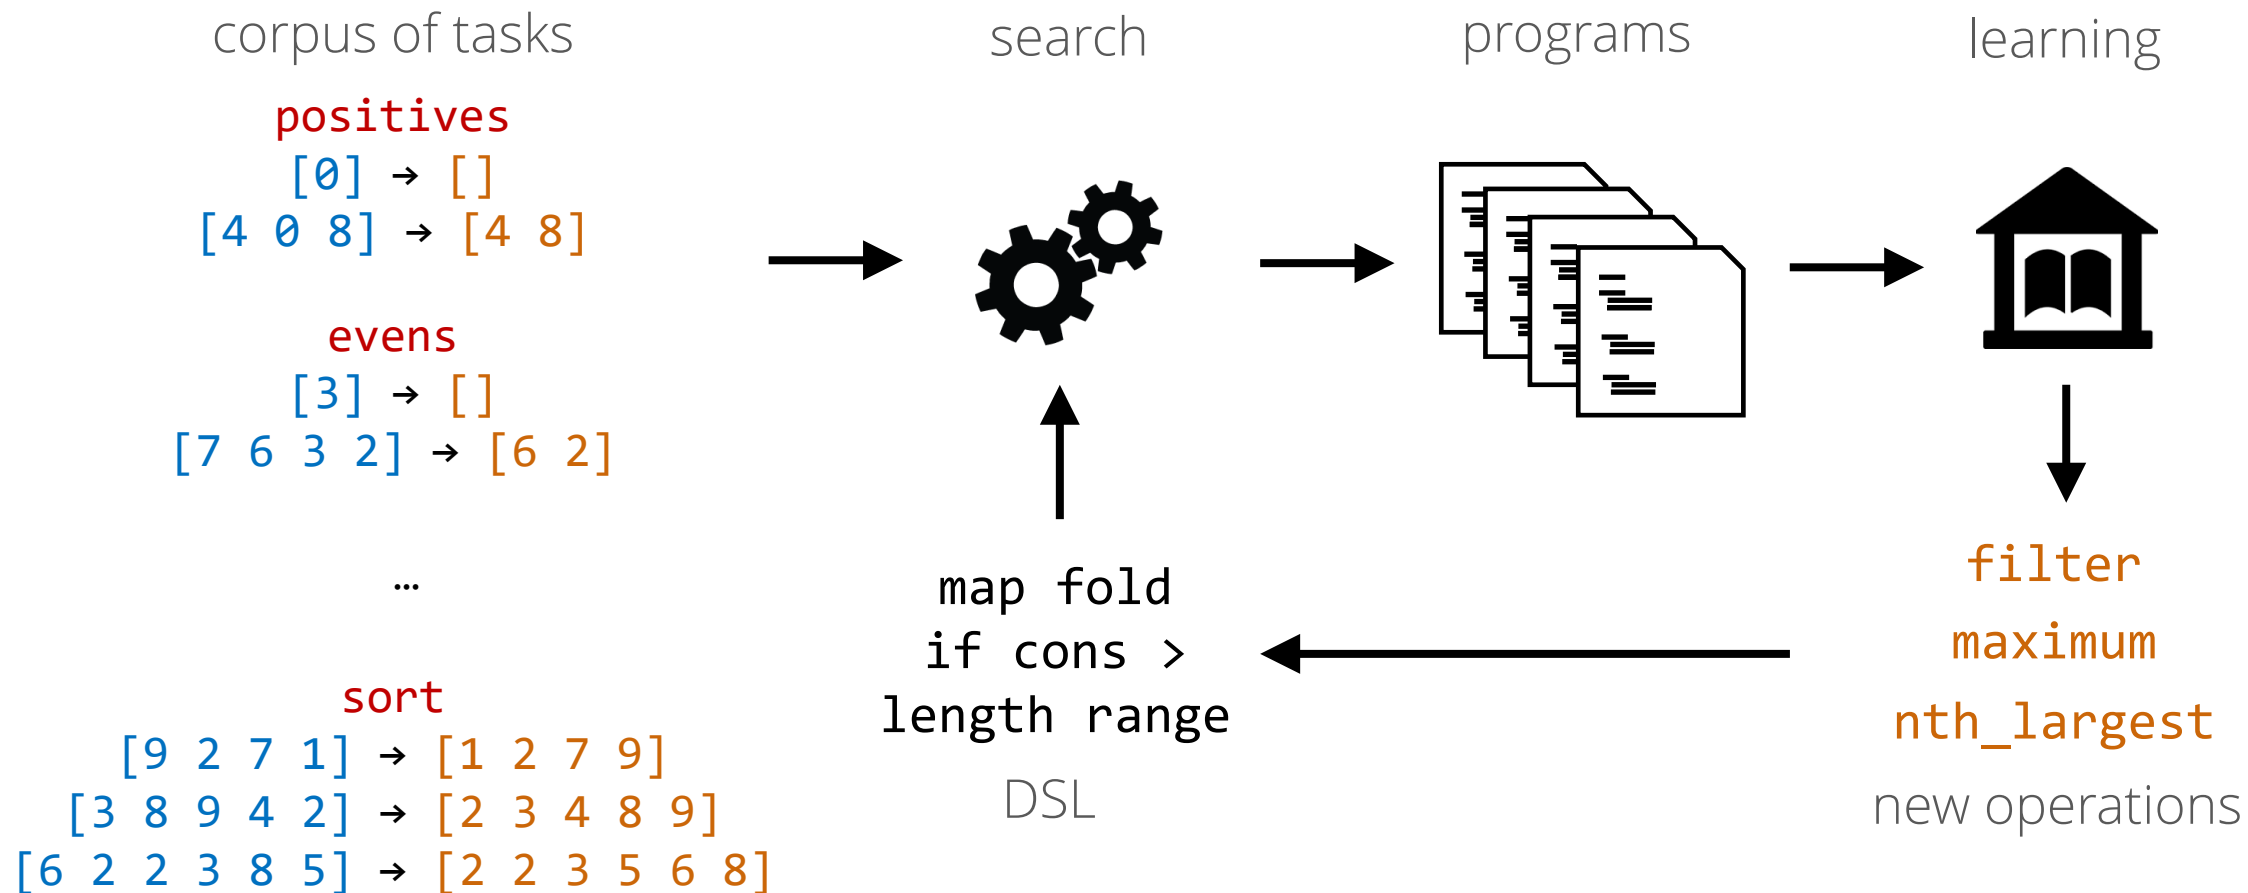 corpus of tasks
positives
[0] → []
[4 0 8] → [4 8]
evens
[3] → []
[7 6 3 2] → [6 2]
…
sort
[9 2 7 1] → [1 2 7 9]
[3 8 9 4 2] → [2 3 4 8 9]
[6 2 2 3 8 5] → [2 2 3 5 6 8]
search
map fold
if cons >
length range
DSL
programs
learning
filter
maximum
nth_largest
new operations